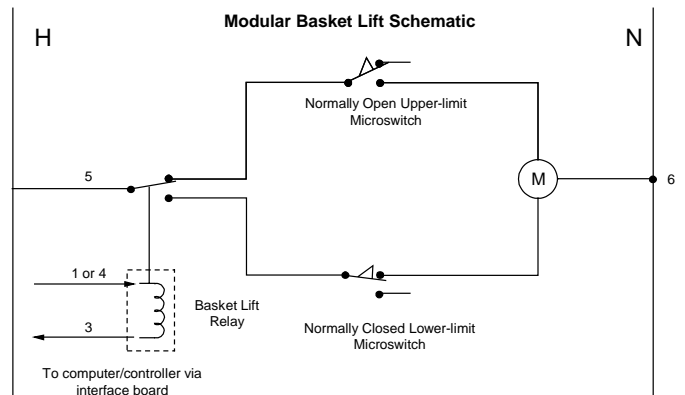 Modular Basket Lift Schematic
H
N
Normally Open Upper-limit
Microswitch
5
M
6
1 or 4
3
Basket Lift
Relay
Normally Closed Lower-limit
Microswitch
To computer/controller via
interface board